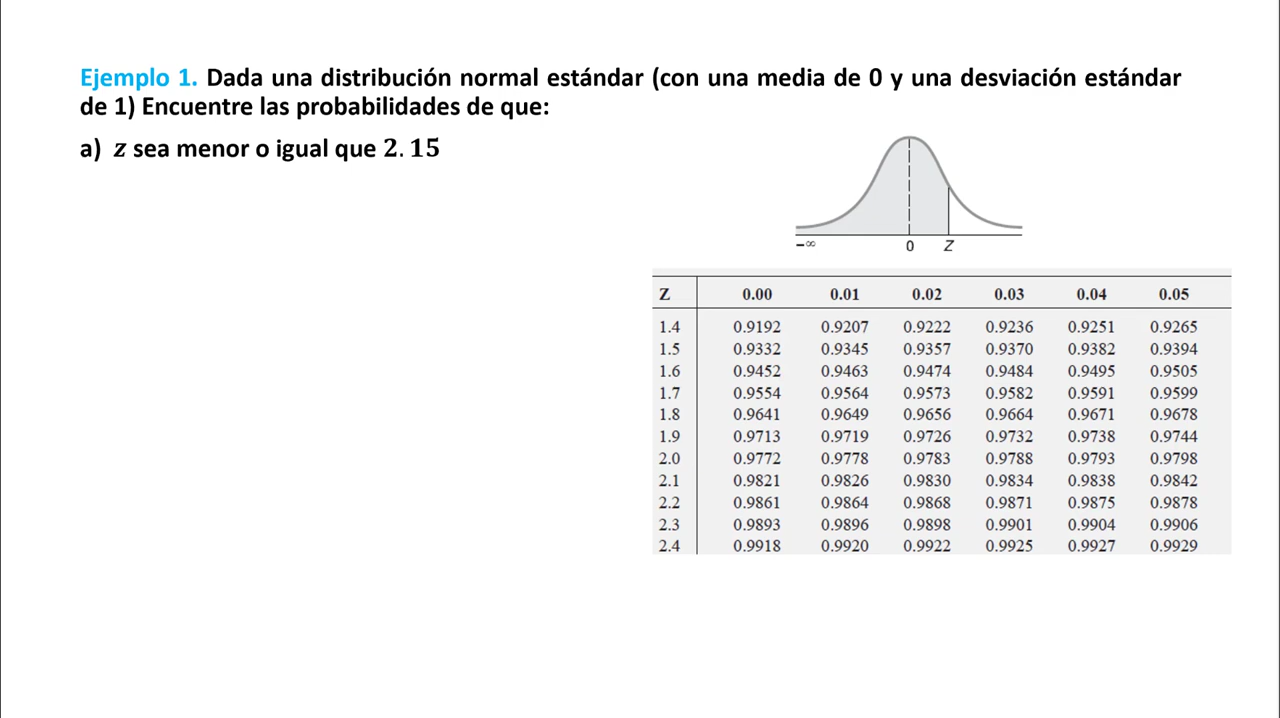 Ejemplo 1. Dada una distribución normal estándar (con una media de 0 y una desviación estándar
de 1) Encuentre las probabilidades de que:
a) z sea menor o igual que 2.15
−∞ 0 Z
Z 0.00 0.01 0.02 0.03 0.04 0.05
1.4 0.9192 0.9207 0.9222 0.9236 0.9251 0.9265
1.5 0.9332 0.9345 0.9357 0.9370 0.9382 0.9394
1.6 0.9452 0.9463 0.9474 0.9484 0.9495 0.9505
1.7 0.9554 0.9564 0.9573 0.9582 0.9591 0.9599
1.8 0.9641 0.9649 0.9656 0.9664 0.9671 0.9678
1.9 0.9713 0.9719 0.9726 0.9732 0.9738 0.9744
2.0 0.9772 0.9778 0.9783 0.9788 0.9793 0.9798
2.1 0.9821 0.9826 0.9830 0.9834 0.9838 0.9842
2.2 0.9861 0.9864 0.9868 0.9871 0.9875 0.9878
2.3 0.9893 0.9896 0.9898 0.9901 0.9904 0.9906
2.4 0.9918 0.9920 0.9922 0.9925 0.9927 0.9929